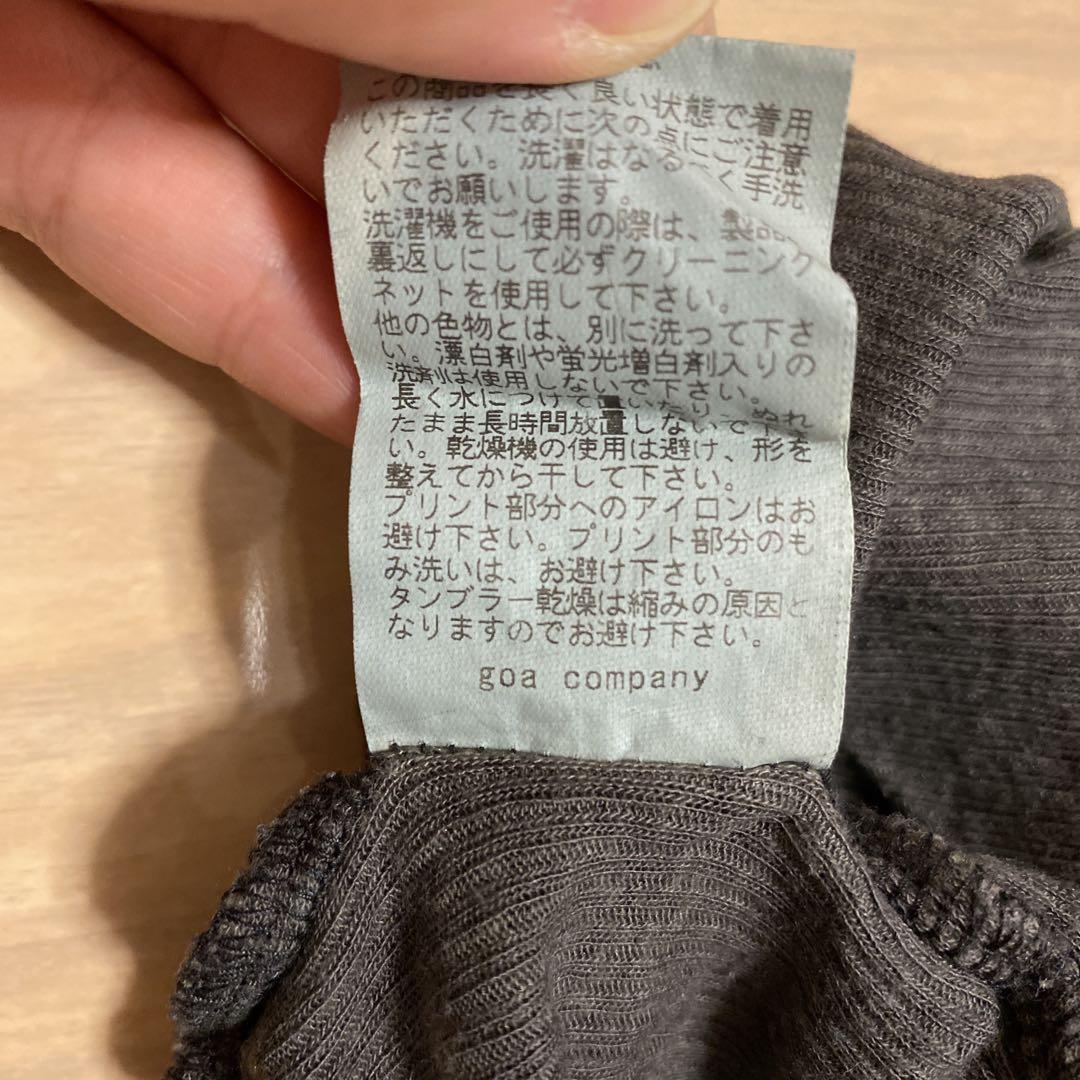 この商品を長く良い状態で着用
いただくために次の点にご注意
ください。洗濯はなるべく手洗
いでお願いします。
洗濯機をご使用の際は、製品を
裏返しにして必ずクリーニング
ネットを使用して下さい。
他の色物とは、別に洗って下さ
い。漂白剤や蛍光増白剤入りの
洗剤は使用しないで下さい。
長く水につけて置いたり、ぬれ
たまま長時間放置しないで下さ
い。乾燥機の使用は避け、形を
整えてから干して下さい。
プリント部分へのアイロンはお
避け下さい。プリント部分のも
み洗いは、お避け下さい。
タンブラー乾燥は縮みの原因と
なりますのでお避け下さい。
goa company